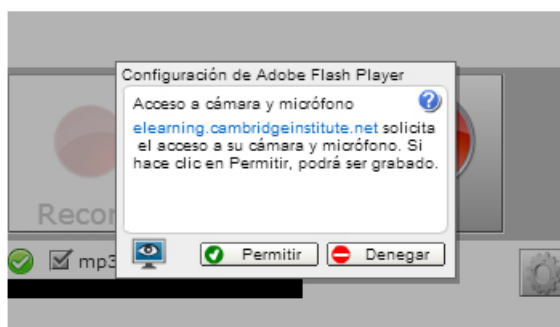 Configuración de Adobe Flash Player
Acceso a cámara y micrófono
elearning.cambridgeinstitute.net solicita
el acceso a su cámara y micrófono. Si
hace clic en Permitir, podrá ser grabado.
Recor
mp3
Permitir
Denegar